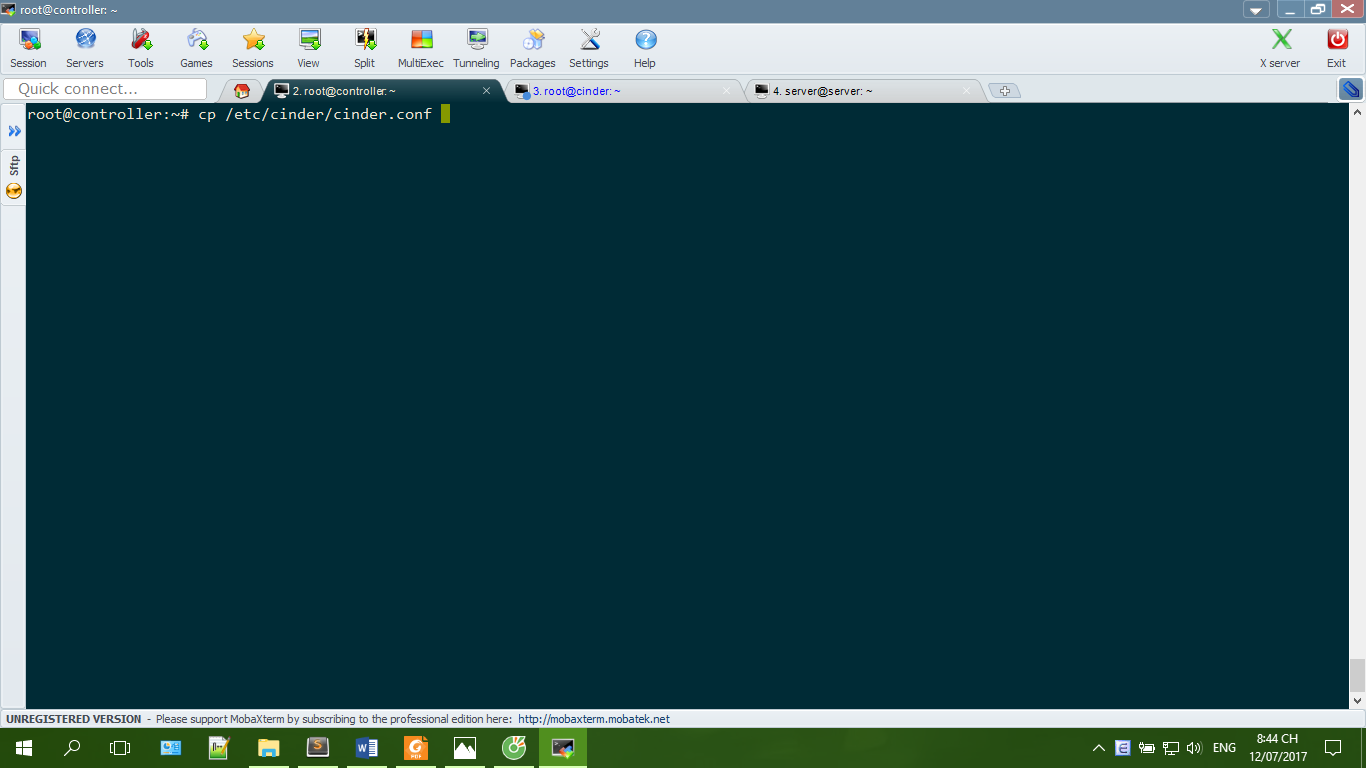 root@controller: ~
Session Servers Tools Games Sessions View Split MultiExec Tunneling Packages Settings Help X server Exit
Quick connect...
2. root@controller: ~
3. root@cinder: ~
4. server@server: ~
Sftp
root@controller:~# cp /etc/cinder/cinder.conf
UNREGISTERED VERSION - Please support MobaXterm by subscribing to the professional edition here: http://mobaxterm.mobatek.net
ENG
8:44 CH
12/07/2017